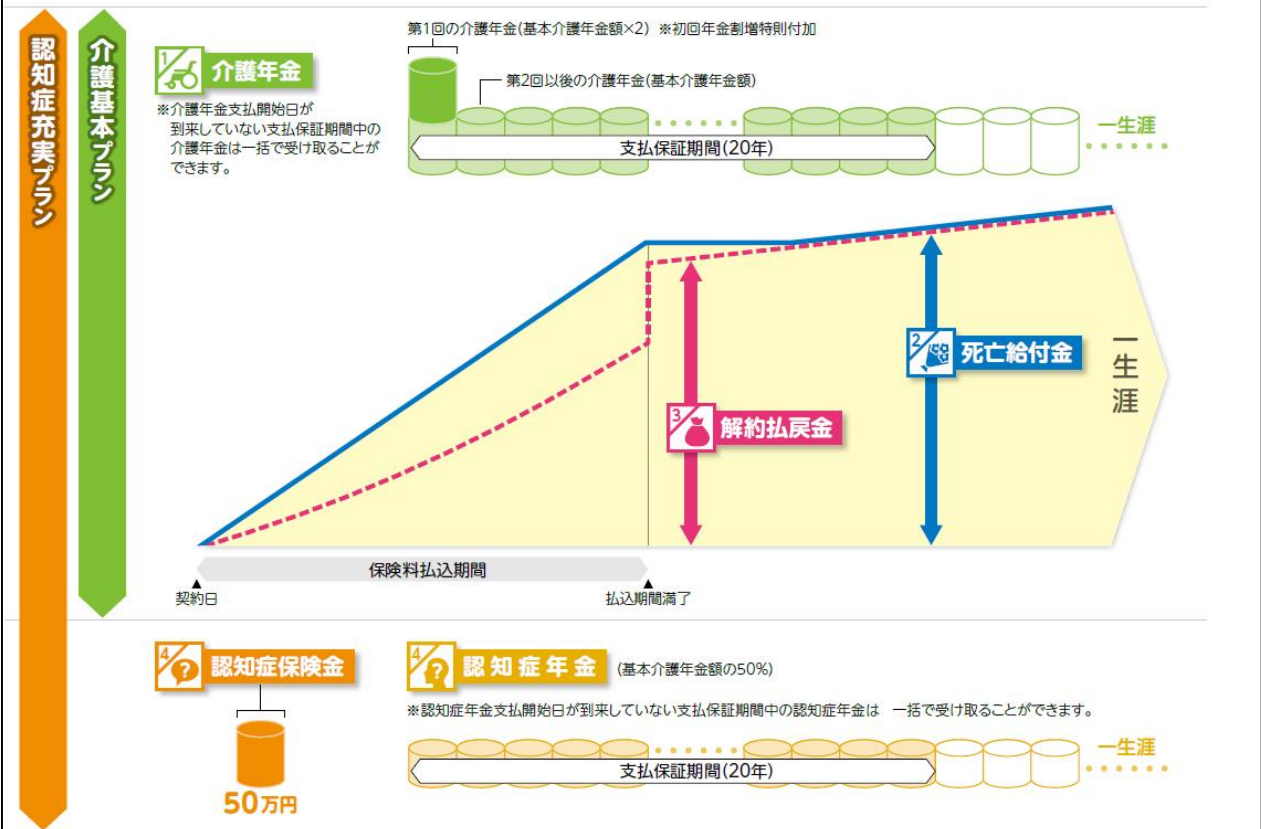 認知症充実プラン
介護基本プラン
1 介護年金
※介護年金支払開始日が
到来していない支払保証期間中の
介護年金は一括で受け取ることが
できます。
第1回の介護年金(基本介護年金額×2) ※初回年金割増特則付加
第2回以後の介護年金(基本介護年金額)
支払保証期間(20年)
一生涯
2 死亡給付金
3 解約払戻金
一生涯
保険料払込期間
契約日
払込期間満了
4 認知症保険金
50万円
4 認知症年金 (基本介護年金額の50%)
※認知症年金支払開始日が到来していない支払保証期間中の認知症年金は 一括で受け取ることができます。
支払保証期間(20年)
一生涯